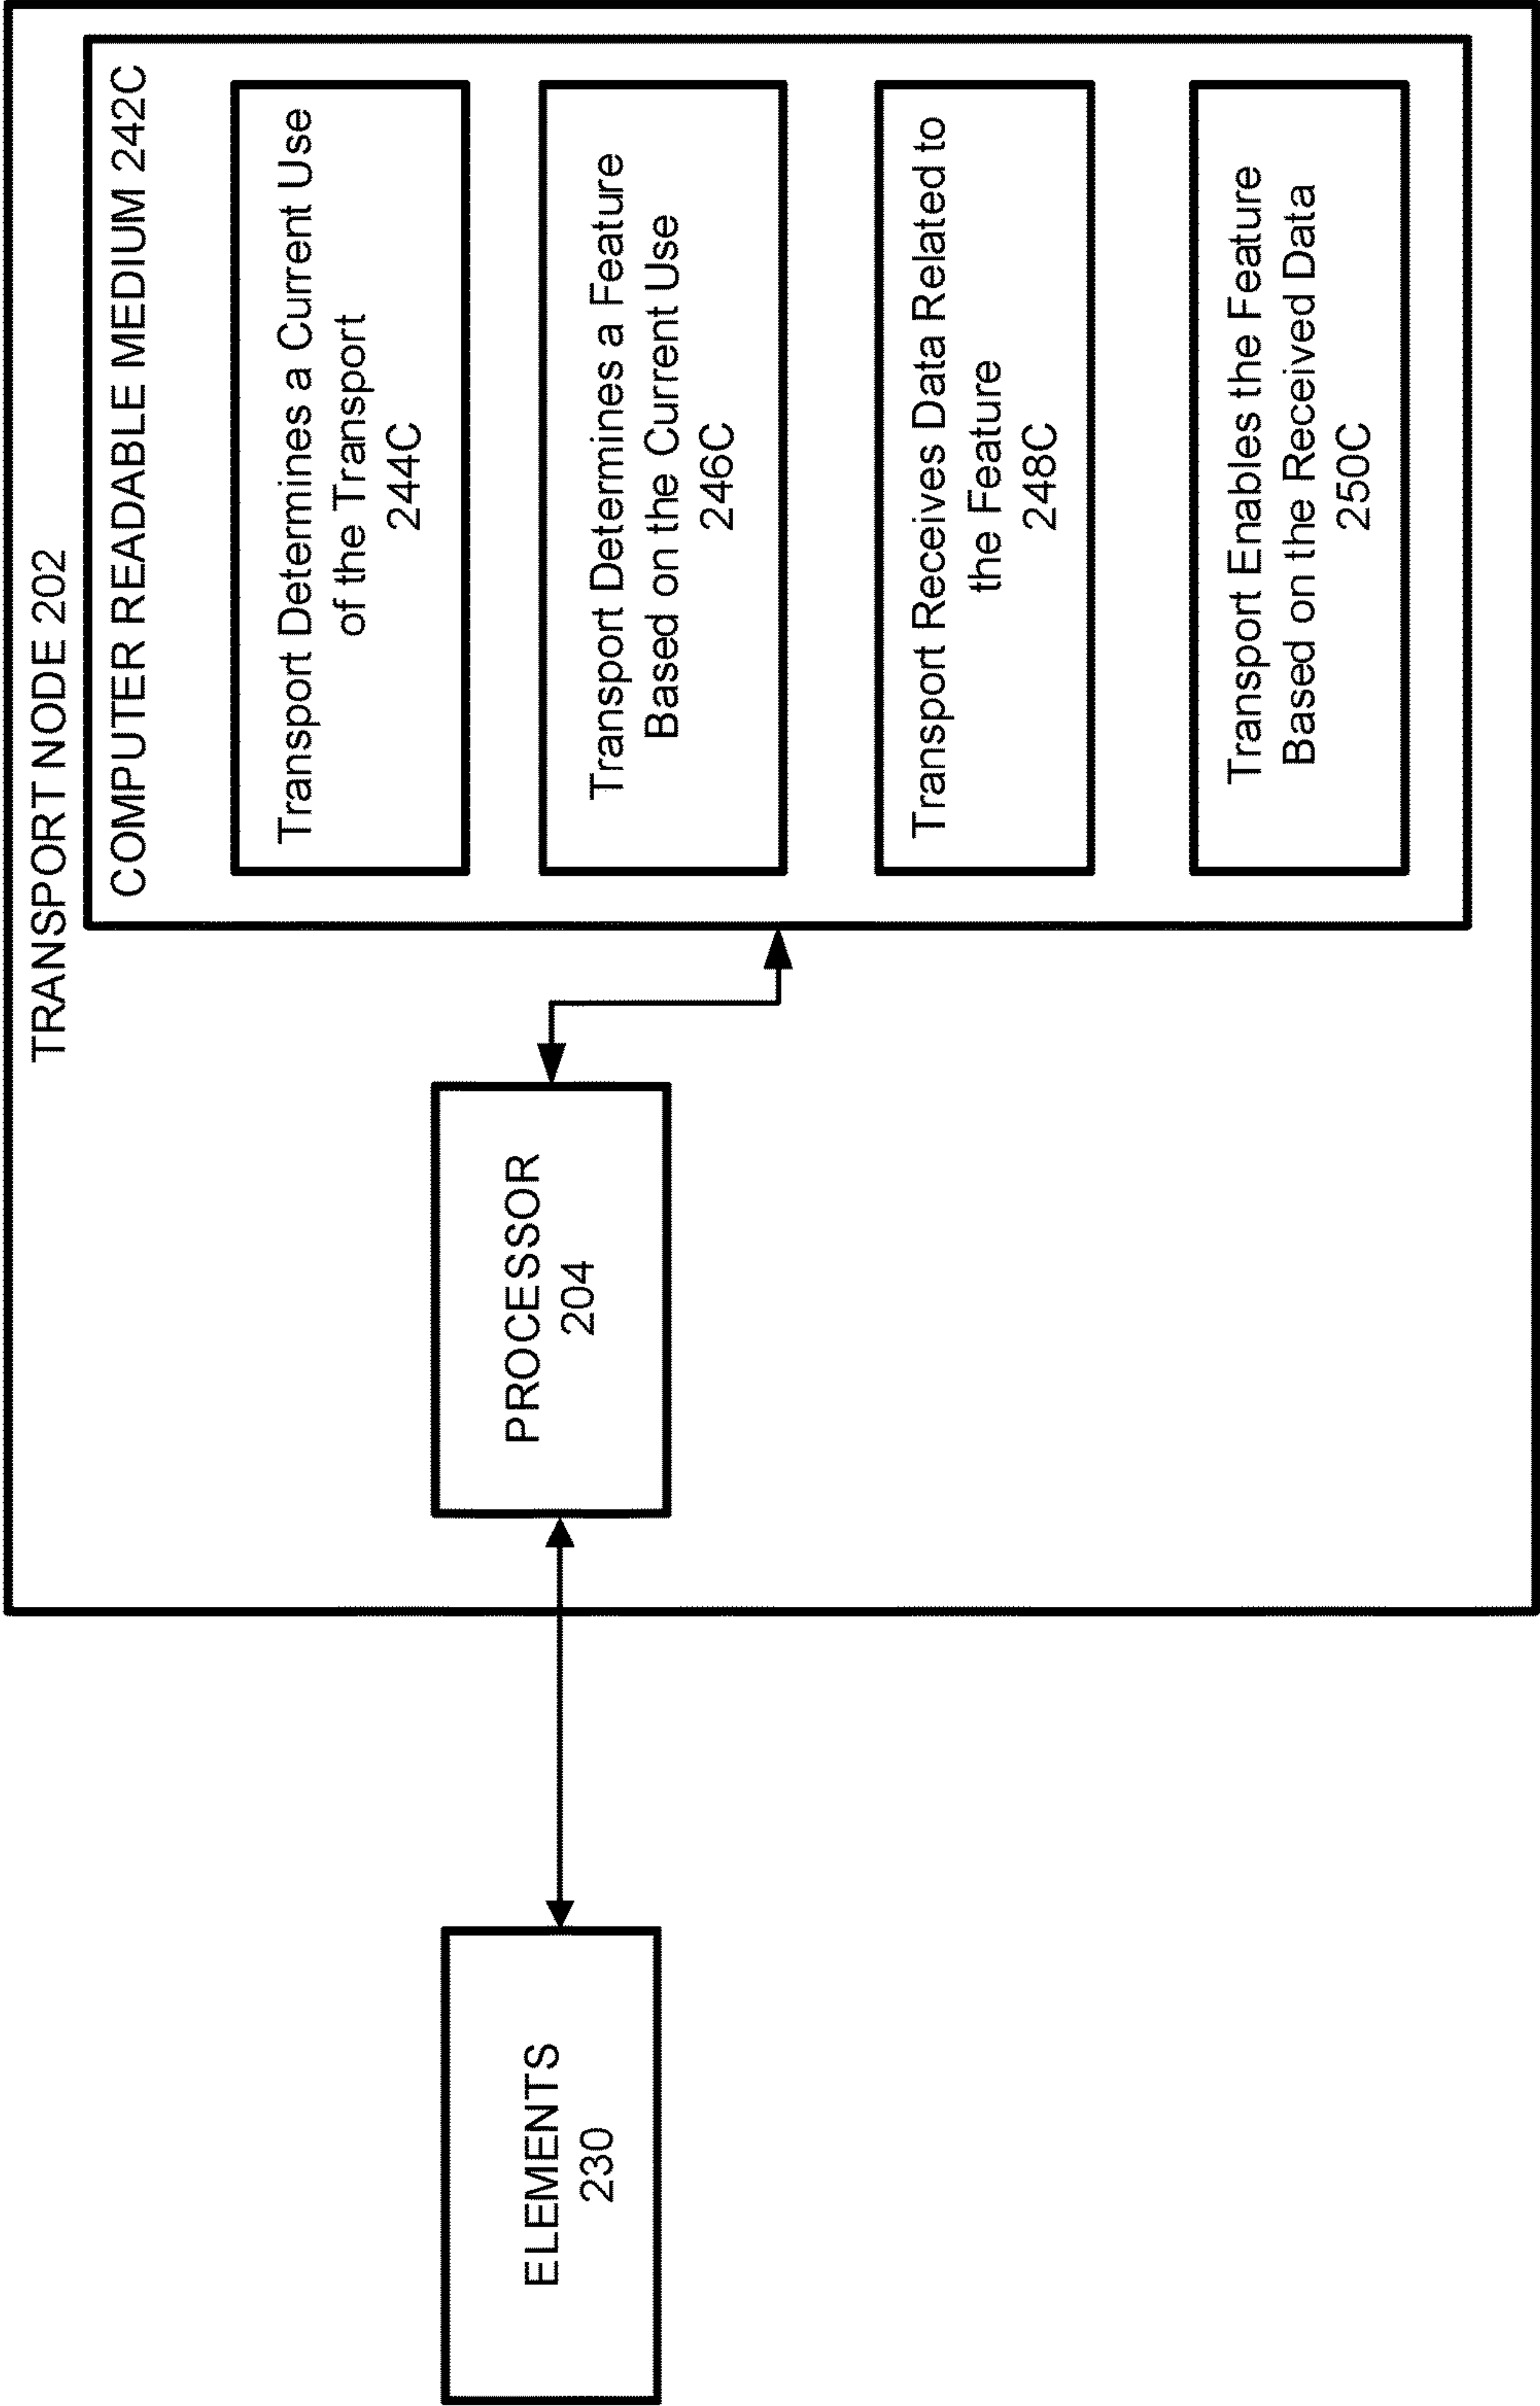 TRANSPORT NODE 202
COMPUTER READABLE MEDIUM 242C
Transport Determines a Current Use
of the Transport
244C
Transport Determines a Feature
Based on the Current Use
246C
Transport Receives Data Related to
the Feature
248C
Transport Enables the Feature
Based on the Received Data
250C
PROCESSOR
204
ELEMENTS
230